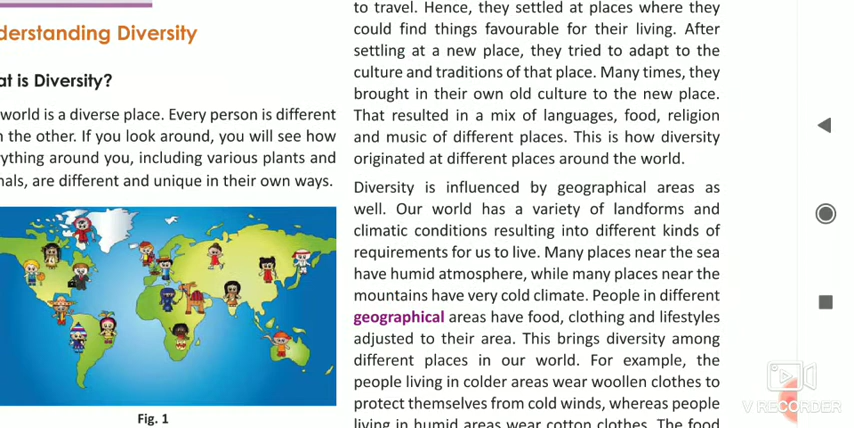 derstanding Diversity
at is Diversity?
world is a diverse place. Every person is different
the other. If you look around, you will see how
ything around you, including various plants and
als, are different and unique in their own ways.
Fig. 1
to travel. Hence, they settled at places where they
could find things favourable for their living. After
settling at a new place, they tried to adapt to the
culture and traditions of that place. Many times, they
brought in their own old culture to the new place.
That resulted in a mix of languages, food, religion
and music of different places. This is how diversity
originated at different places around the world.
Diversity is influenced by geographical areas as
well. Our world has a variety of landforms and
climatic conditions resulting into different kinds of
requirements for us to live. Many places near the sea
have humid atmosphere, while many places near the
mountains have very cold climate. People in different
geographical areas have food, clothing and lifestyles
adjusted to their area. This brings diversity among
different places in our world. For example, the
people living in colder areas wear woollen clothes to
protect themselves from cold winds, whereas people
living in humid areas wear cotton clothes. The food
V RECORDER